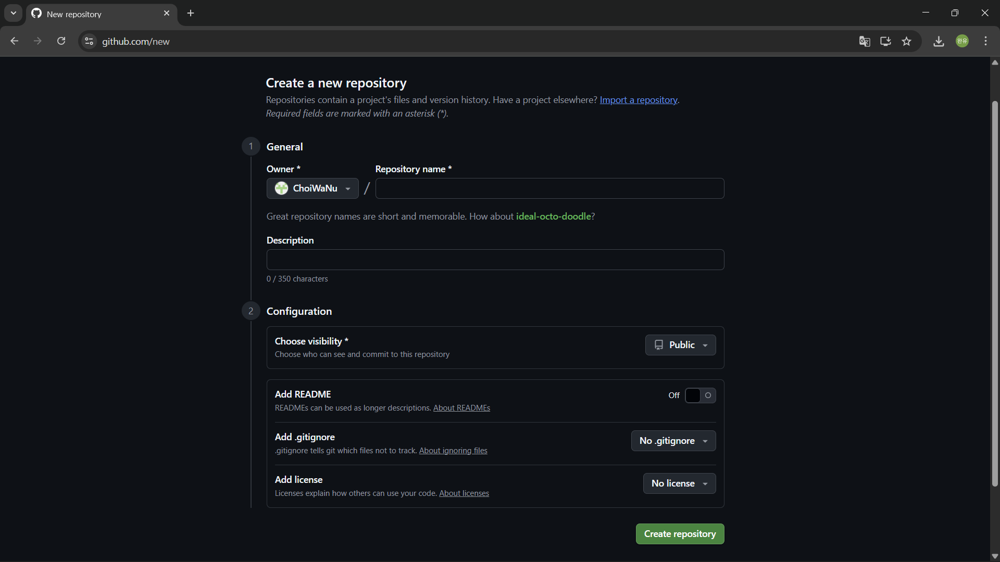 New repository
github.com/new
완유
Create a new repository
Repositories contain a project's files and version history. Have a project elsewhere? Import a repository.
Required fields are marked with an asterisk (*).
1 General
Owner * Repository name *
ChoiWaNu /
Great repository names are short and memorable. How about ideal-octo-doodle?
Description
0 / 350 characters
2 Configuration
Choose visibility *
Public
Choose who can see and commit to this repository
Add README
Off
READMEs can be used as longer descriptions. About READMEs
Add .gitignore
No .gitignore
.gitignore tells git which files not to track. About ignoring files
Add license
No license
Licenses explain how others can use your code. About licenses
Create repository